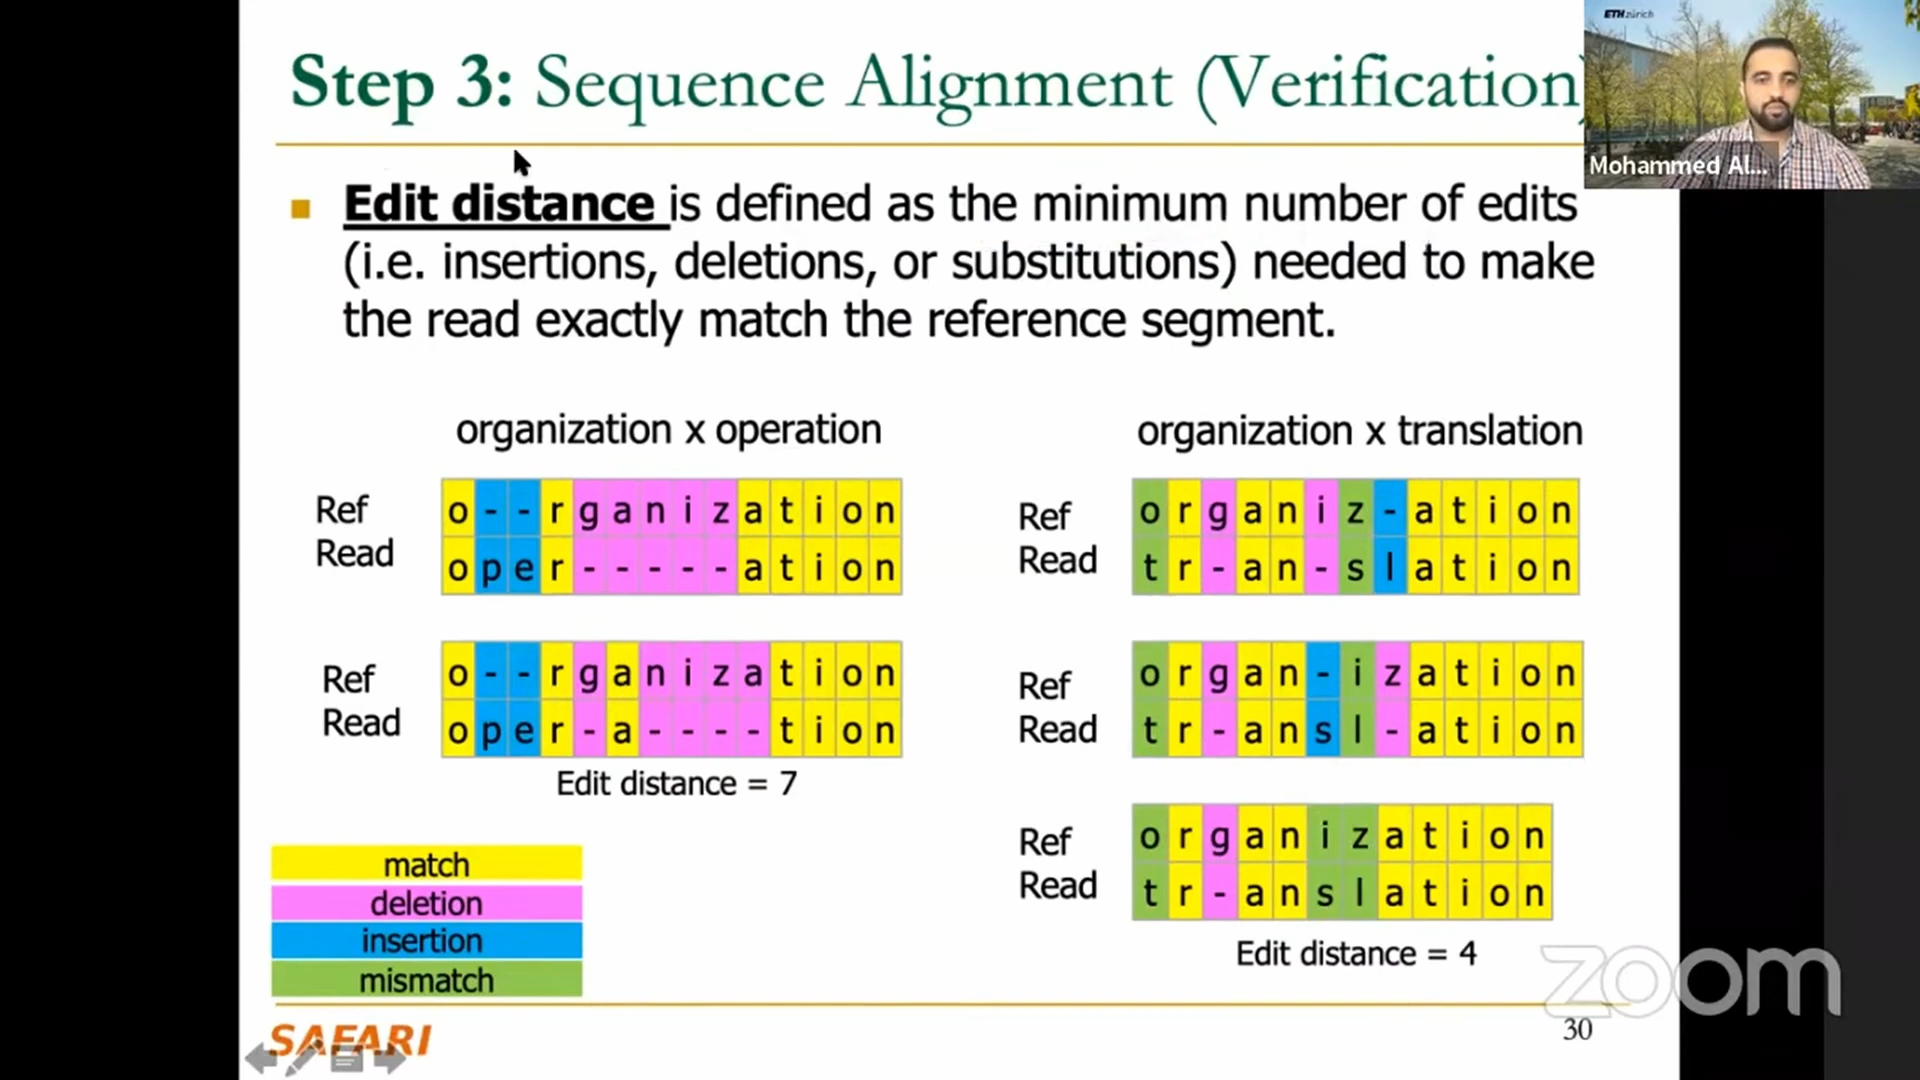 Step 3: Sequence Alignment (Verification)
ETH zürich
Mohammed Al...
Edit distance is defined as the minimum number of edits
(i.e. insertions, deletions, or substitutions) needed to make
the read exactly match the reference segment.
organization x operation
Ref o - - r g a n i z a t i o n
Read o p e r - - - - - a t i o n
Ref o - - r g a n i z a t i o n
Read o p e r - a - - - - t i o n
Edit distance = 7
organization x translation
Ref o r g a n i z - a t i o n
Read t r - a n - s l a t i o n
Ref o r g a n - i z a t i o n
Read t r - a n s l - a t i o n
Ref o r g a n i z a t i o n
Read t r - a n s l a t i o n
Edit distance = 4
match
deletion
insertion
mismatch
zoom
SAFARI
30